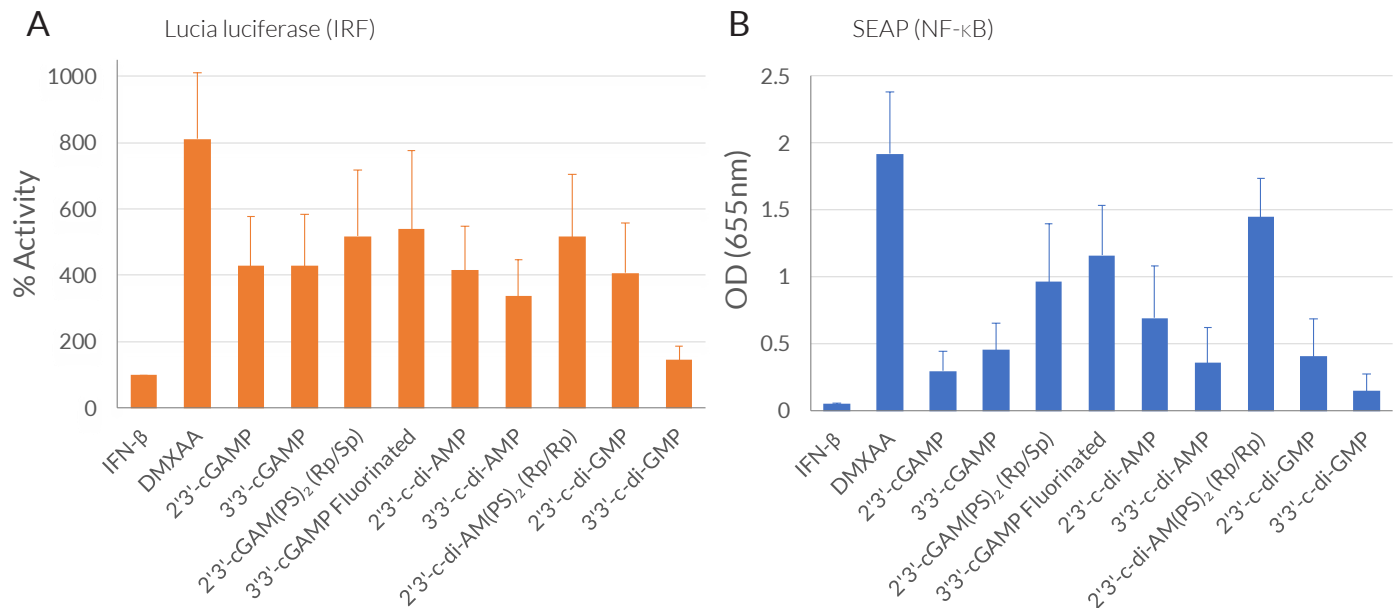 A
Lucia luciferase (IRF)
% Activity
1000
800
600
400
200
0
IFN-β
DMXAA
2'3'-cGAMP
3'3'-cGAMP
2'3'-cGAM(PS)₂ (Rp/Sp)
3'3'-cGAMP Fluorinated
2'3'-c-di-AMP
3'3'-c-di-AMP
2'3'-c-di-AM(PS)₂ (Rp/Rp)
2'3'-c-di-GMP
3'3'-c-di-GMP
B
SEAP (NF-κB)
OD (655nm)
2.5
2
1.5
1
0.5
0
IFN-β
DMXAA
2'3'-cGAMP
3'3'-cGAMP
2'3'-cGAM(PS)₂ (Rp/Sp)
3'3'-cGAMP Fluorinated
2'3'-c-di-AMP
3'3'-c-di-AMP
2'3'-c-di-AM(PS)₂ (Rp/Rp)
2'3'-c-di-GMP
3'3'-c-di-GMP